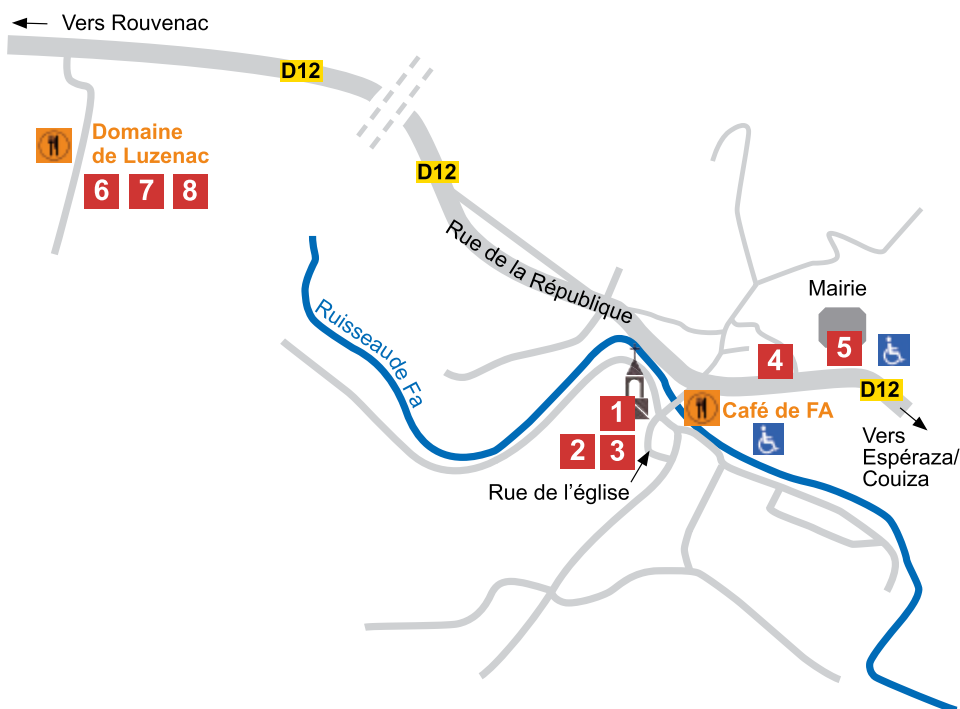 Vers Rouvenac
D12
Domaine
de Luzenac
6 7 8
D12
Rue de la République
Ruisseau de Fa
Mairie
5
4
D12
Café de FA
1
2 3
Vers
Espéraza/
Couiza
Rue de l'église